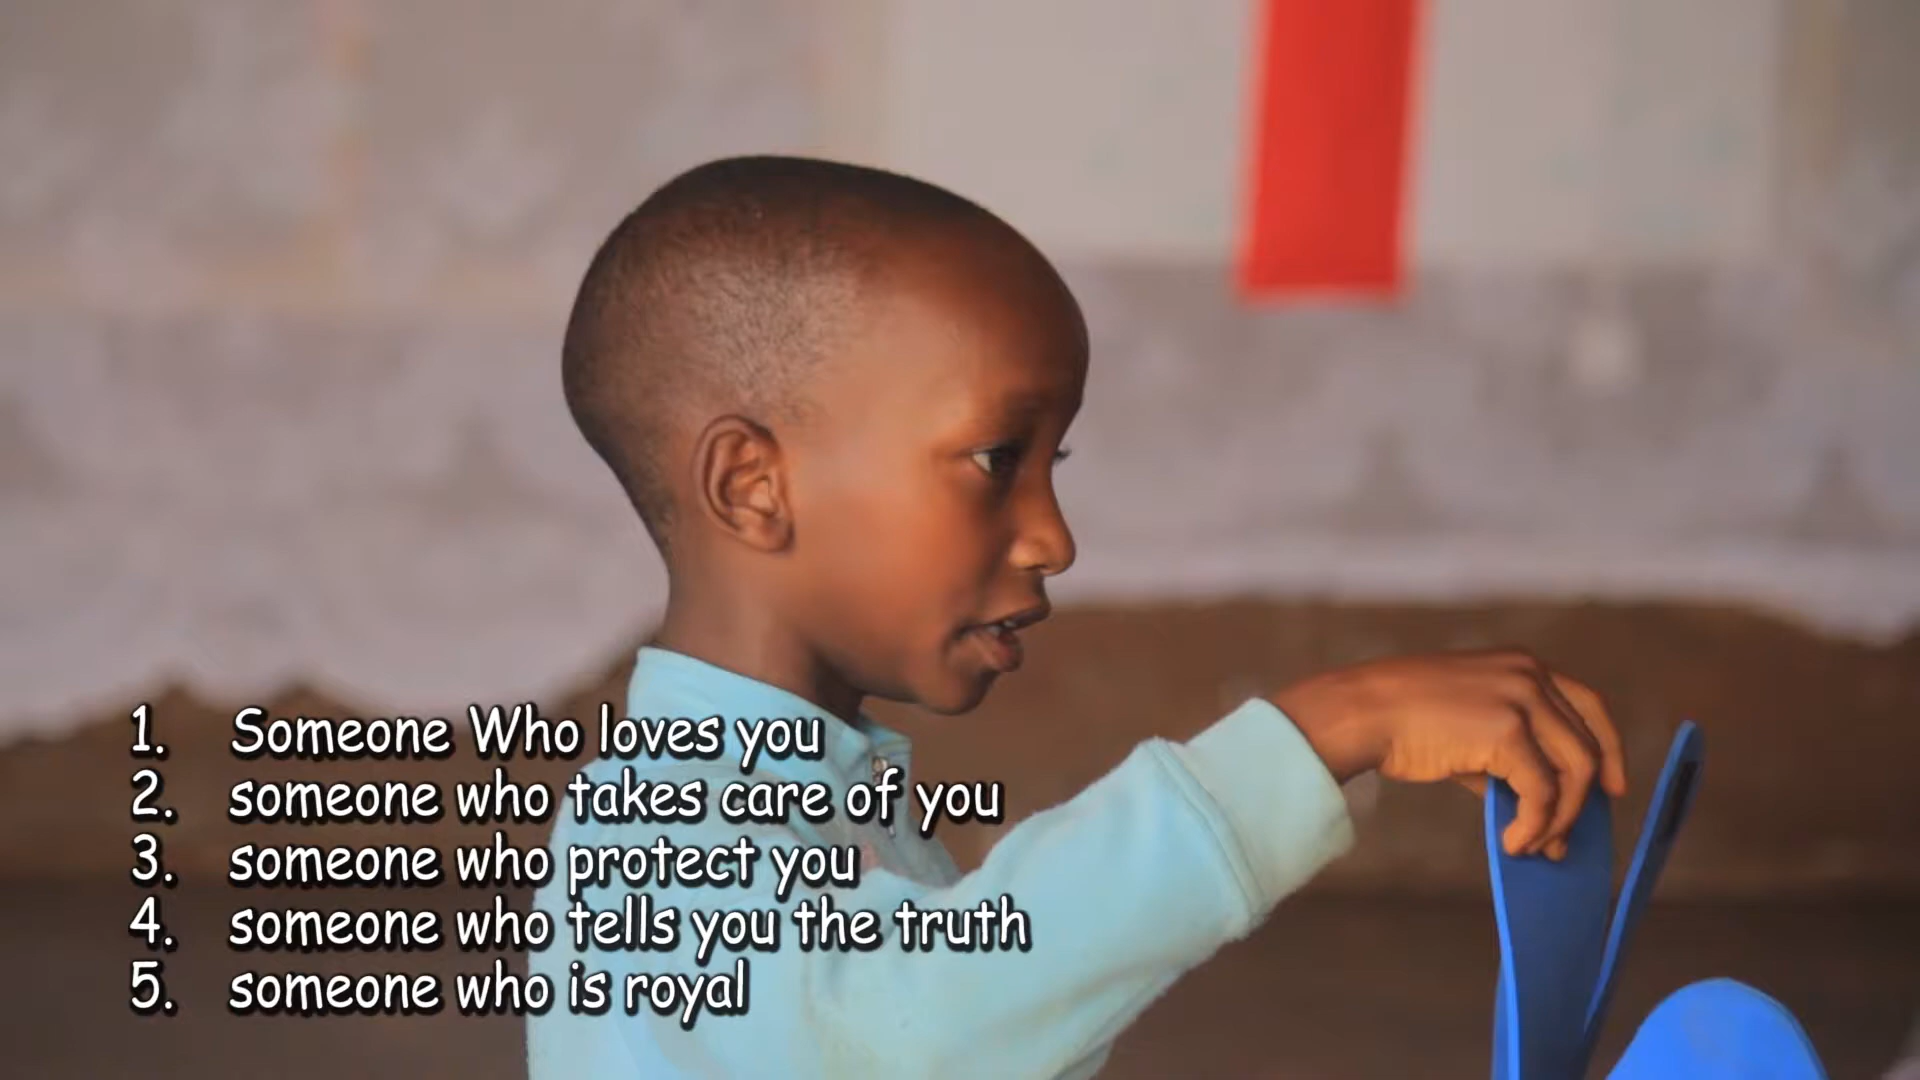 1. Someone Who loves you
2. someone who takes care of you
3. someone who protect you
4. someone who tells you the truth
5. someone who is royal